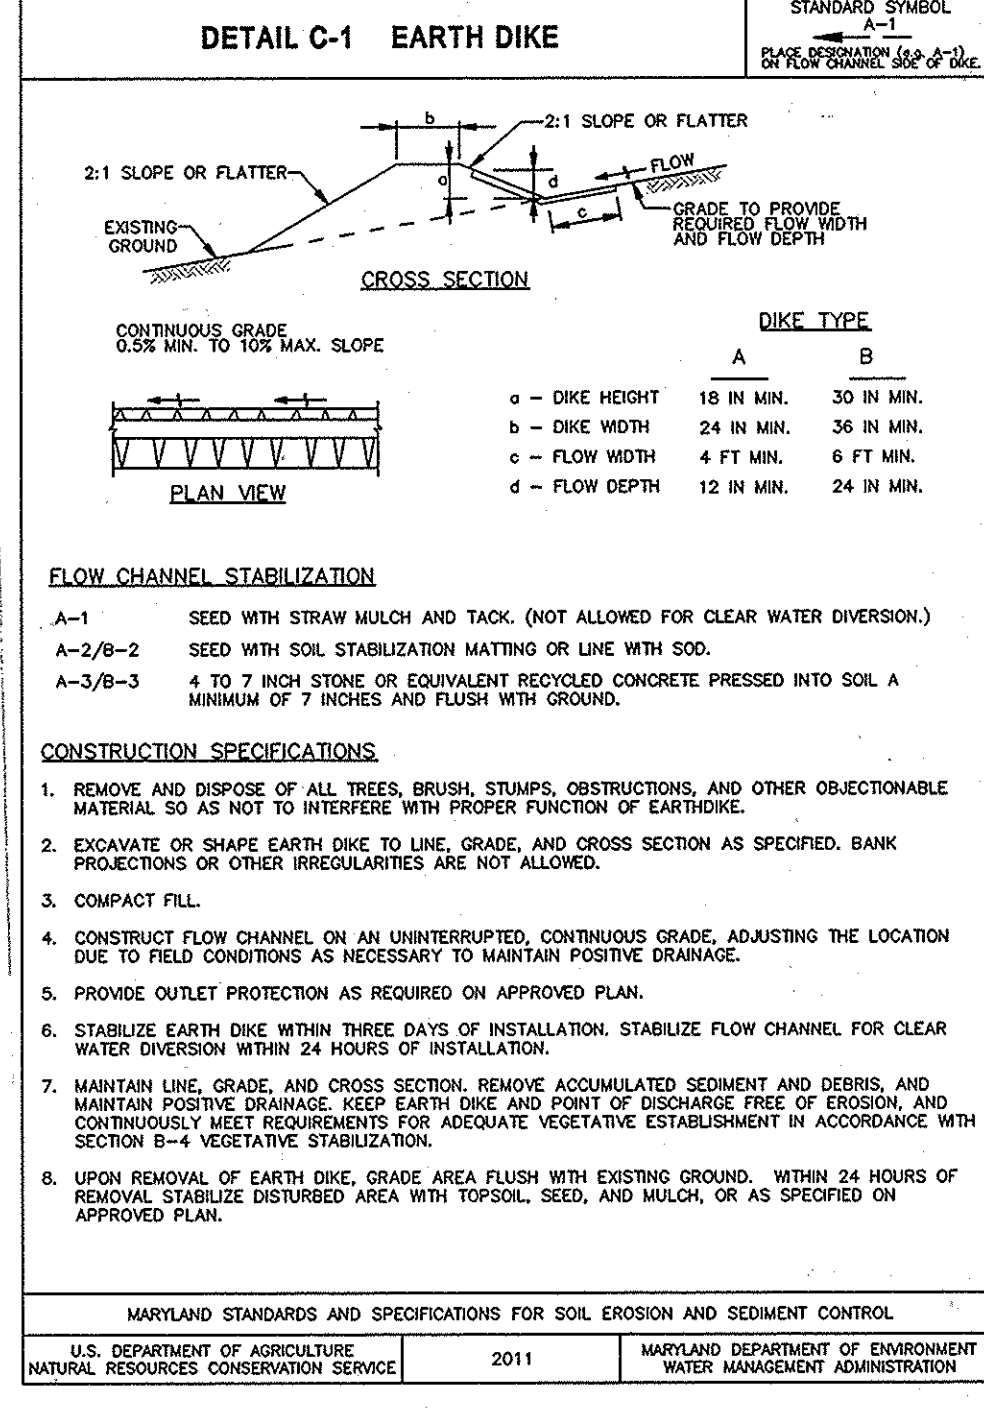 DETAIL C-1 EARTH DIKE
STANDARD SYMBOL
A-1
PLACE DESIGNATION (e.g. A-1)
ON FLOW CHANNEL SIDE OF DIKE.
b
2:1 SLOPE OR FLATTER
2:1 SLOPE OR FLATTER
a
d
FLOW
c
EXISTING
GROUND
GRADE TO PROVIDE
REQUIRED FLOW WIDTH
AND FLOW DEPTH
CROSS SECTION
CONTINUOUS GRADE
0.5% MIN. TO 10% MAX. SLOPE
PLAN VIEW
DIKE TYPE
A B
a - DIKE HEIGHT 18 IN MIN. 30 IN MIN.
b - DIKE WIDTH 24 IN MIN. 36 IN MIN.
c - FLOW WIDTH 4 FT MIN. 6 FT MIN.
d - FLOW DEPTH 12 IN MIN. 24 IN MIN.
FLOW CHANNEL STABILIZATION
A-1 SEED WITH STRAW MULCH AND TACK. (NOT ALLOWED FOR CLEAR WATER DIVERSION.)
A-2/B-2 SEED WITH SOIL STABILIZATION MATTING OR LINE WITH SOD.
A-3/B-3 4 TO 7 INCH STONE OR EQUIVALENT RECYCLED CONCRETE PRESSED INTO SOIL A
MINIMUM OF 7 INCHES AND FLUSH WITH GROUND.
CONSTRUCTION SPECIFICATIONS
1. REMOVE AND DISPOSE OF ALL TREES, BRUSH, STUMPS, OBSTRUCTIONS, AND OTHER OBJECTIONABLE
MATERIAL SO AS NOT TO INTERFERE WITH PROPER FUNCTION OF EARTHDIKE.
2. EXCAVATE OR SHAPE EARTH DIKE TO LINE, GRADE, AND CROSS SECTION AS SPECIFIED. BANK
PROJECTIONS OR OTHER IRREGULARITIES ARE NOT ALLOWED.
3. COMPACT FILL.
4. CONSTRUCT FLOW CHANNEL ON AN UNINTERRUPTED, CONTINUOUS GRADE, ADJUSTING THE LOCATION
DUE TO FIELD CONDITIONS AS NECESSARY TO MAINTAIN POSITIVE DRAINAGE.
5. PROVIDE OUTLET PROTECTION AS REQUIRED ON APPROVED PLAN.
6. STABILIZE EARTH DIKE WITHIN THREE DAYS OF INSTALLATION. STABILIZE FLOW CHANNEL FOR CLEAR
WATER DIVERSION WITHIN 24 HOURS OF INSTALLATION.
7. MAINTAIN LINE, GRADE, AND CROSS SECTION. REMOVE ACCUMULATED SEDIMENT AND DEBRIS, AND
MAINTAIN POSITIVE DRAINAGE. KEEP EARTH DIKE AND POINT OF DISCHARGE FREE OF EROSION, AND
CONTINUOUSLY MEET REQUIREMENTS FOR ADEQUATE VEGETATIVE ESTABLISHMENT IN ACCORDANCE WITH
SECTION B-4 VEGETATIVE STABILIZATION.
8. UPON REMOVAL OF EARTH DIKE, GRADE AREA FLUSH WITH EXISTING GROUND. WITHIN 24 HOURS OF
REMOVAL STABILIZE DISTURBED AREA WITH TOPSOIL, SEED, AND MULCH, OR AS SPECIFIED ON
APPROVED PLAN.
MARYLAND STANDARDS AND SPECIFICATIONS FOR SOIL EROSION AND SEDIMENT CONTROL
U.S. DEPARTMENT OF AGRICULTURE
NATURAL RESOURCES CONSERVATION SERVICE
2011
MARYLAND DEPARTMENT OF ENVIRONMENT
WATER MANAGEMENT ADMINISTRATION